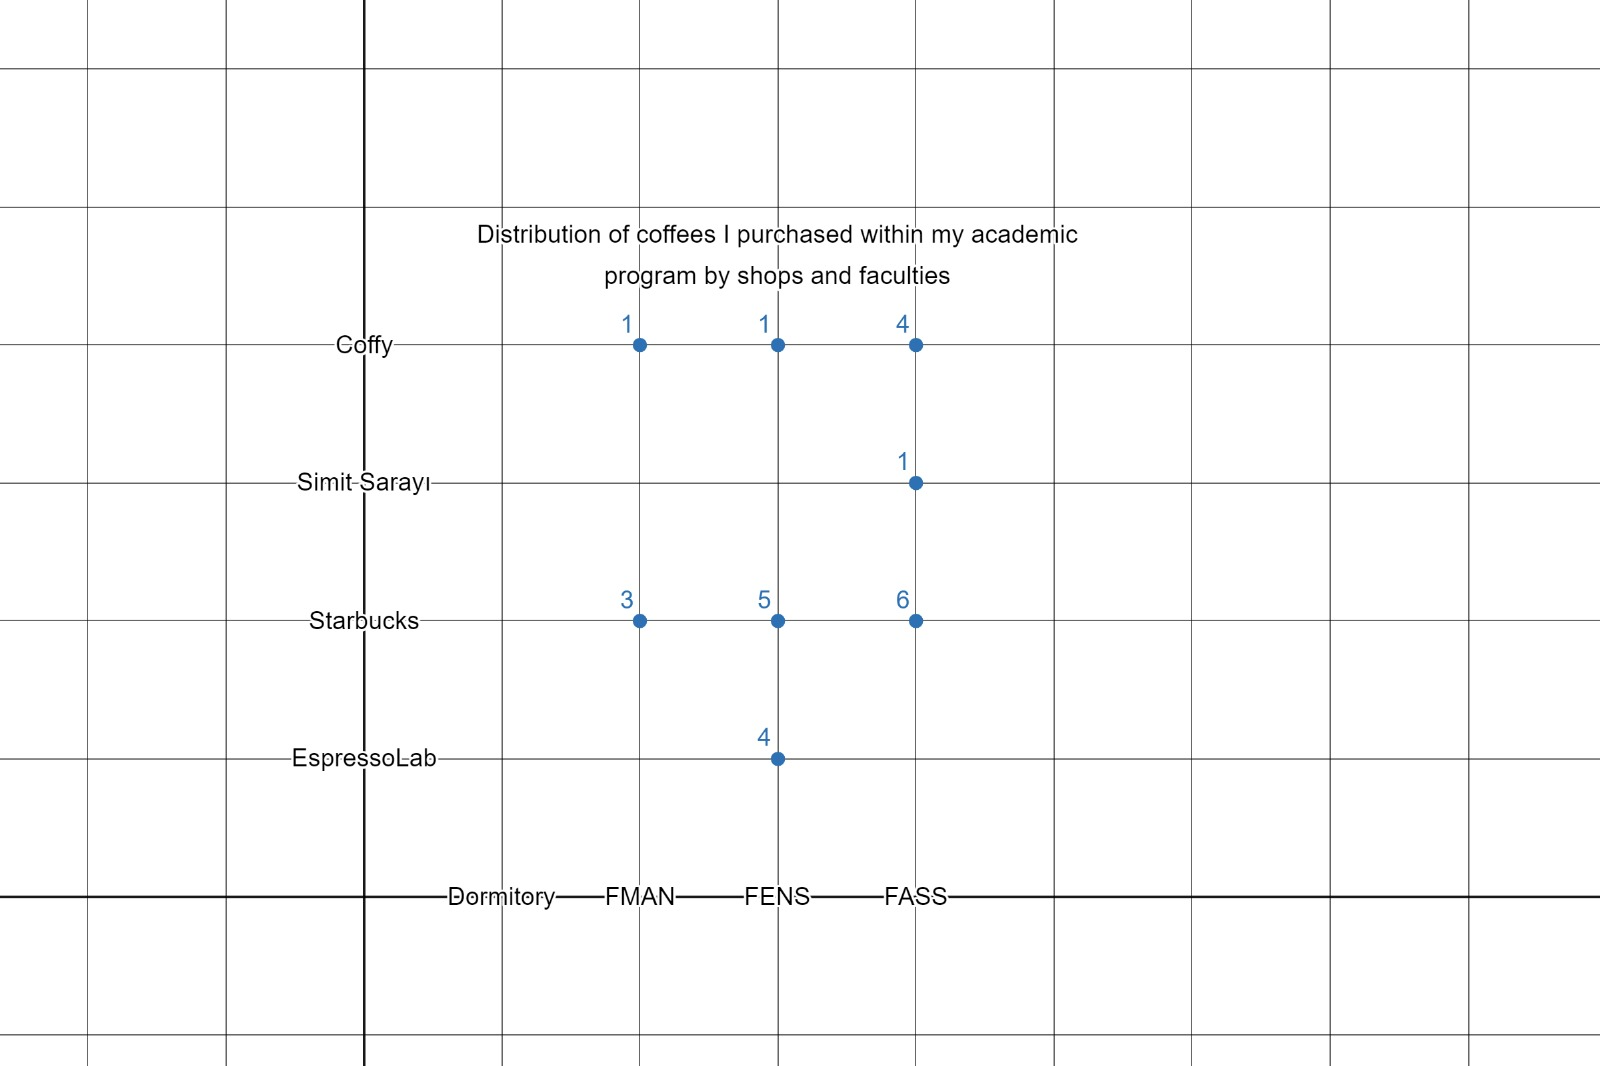 Distribution of coffees I purchased within my academic
program by shops and faculties
1 1 4
Coffy
1
Simit Sarayı
3 5 6
Starbucks
4
EspressoLab
Dormitory FMAN FENS FASS